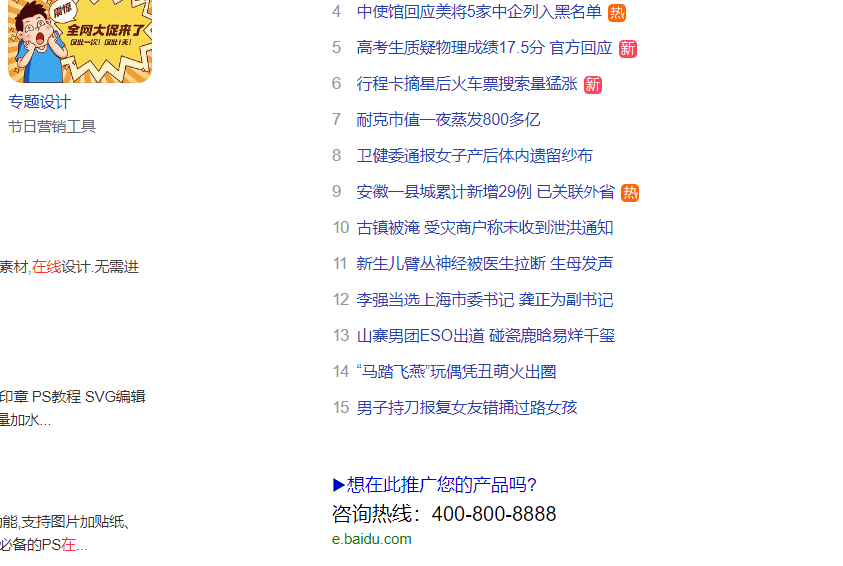 震惊
全网大促来了
仅此一次！仅此1天！
专题设计
节日营销工具
素材,在线设计.无需进
印章 PS教程 SVG编辑
量加水...
功能,支持图片加贴纸、
必备的PS在...
4 中使馆回应美将5家中企列入黑名单 热
5 高考生质疑物理成绩17.5分 官方回应 新
6 行程卡摘星后火车票搜索量猛涨 新
7 耐克市值一夜蒸发800多亿
8 卫健委通报女子产后体内遗留纱布
9 安徽一县城累计新增29例 已关联外省 热
10 古镇被淹 受灾商户称未收到泄洪通知
11 新生儿臂丛神经被医生拉断 生母发声
12 李强当选上海市委书记 龚正为副书记
13 山寨男团ESO出道 碰瓷鹿晗易烊千玺
14 “马踏飞燕”玩偶凭丑萌火出圈
15 男子持刀报复女友错捅过路女孩
▶想在此推广您的产品吗?
咨询热线：400-800-8888
e.baidu.com